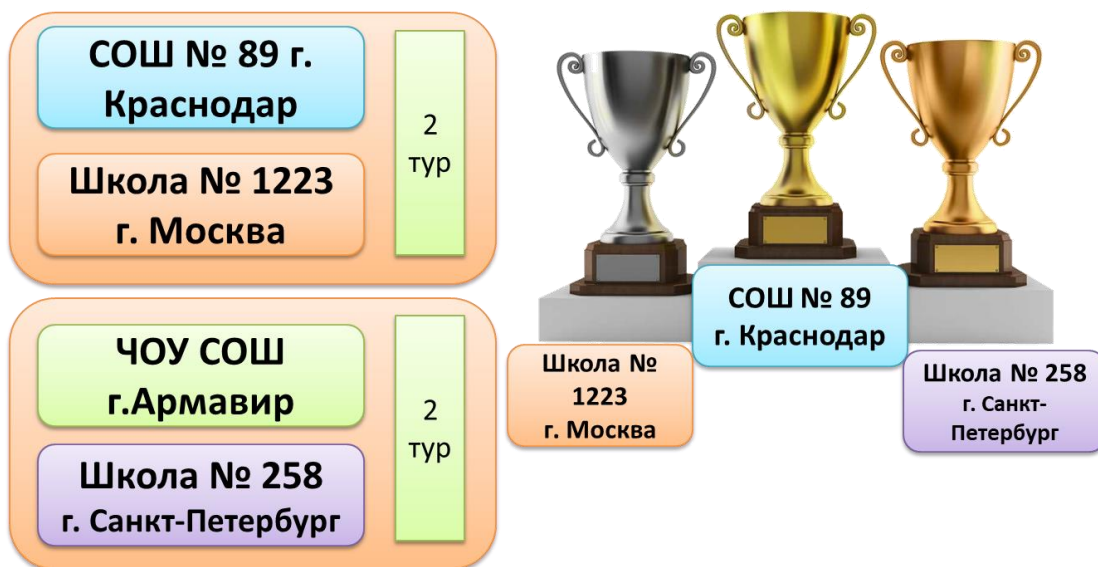 СОШ № 89 г.
Краснодар
Школа № 1223
г. Москва
2
тур
ЧОУ СОШ
г.Армавир
Школа № 258
г. Санкт-Петербург
2
тур
СОШ № 89
г. Краснодар
Школа №
1223
г. Москва
Школа № 258
г. Санкт-
Петербург